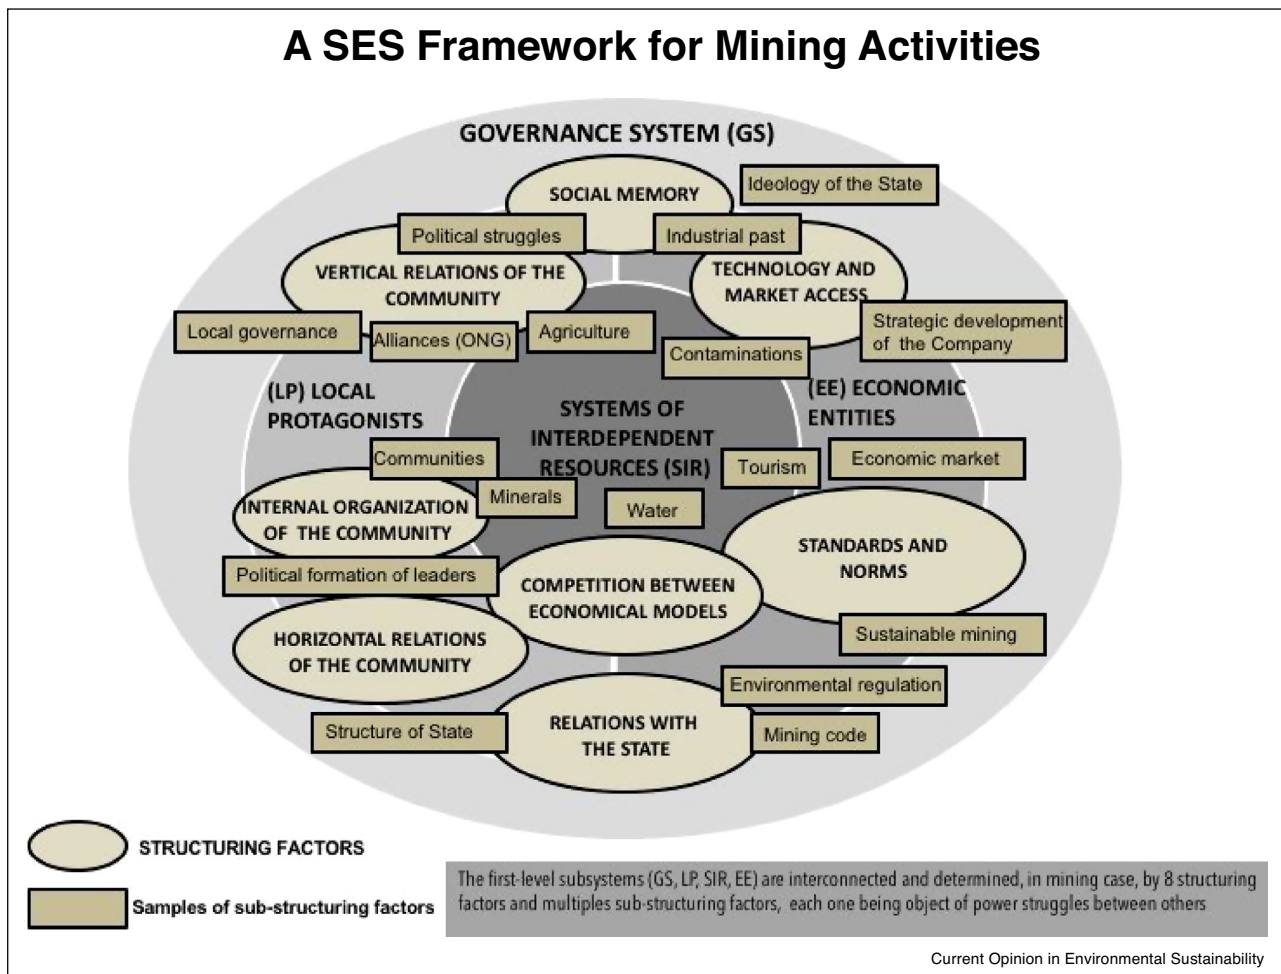 A SES Framework for Mining Activities
GOVERNANCE SYSTEM (GS)
SOCIAL MEMORY
Ideology of the State
Political struggles
Industrial past
VERTICAL RELATIONS OF THE
COMMUNITY
TECHNOLOGY AND
MARKET ACCESS
Local governance
Alliances (ONG)
Agriculture
Contaminations
Strategic development
of the Company
(LP) LOCAL
PROTAGONISTS
SYSTEMS OF
INTERDEPENDENT
RESOURCES (SIR)
(EE) ECONOMIC
ENTITIES
Communities
Minerals
Water
Tourism
Economic market
INTERNAL ORGANIZATION
OF THE COMMUNITY
STANDARDS AND
NORMS
Political formation of leaders
COMPETITION BETWEEN
ECONOMICAL MODELS
HORIZONTAL RELATIONS
OF THE COMMUNITY
Sustainable mining
Environmental regulation
Structure of State
RELATIONS WITH
THE STATE
Mining code
STRUCTURING FACTORS
Samples of sub-structuring factors
The first-level subsystems (GS, LP, SIR, EE) are interconnected and determined, in mining case, by 8 structuring
factors and multiples sub-structuring factors, each one being object of power struggles between others
Current Opinion in Environmental Sustainability